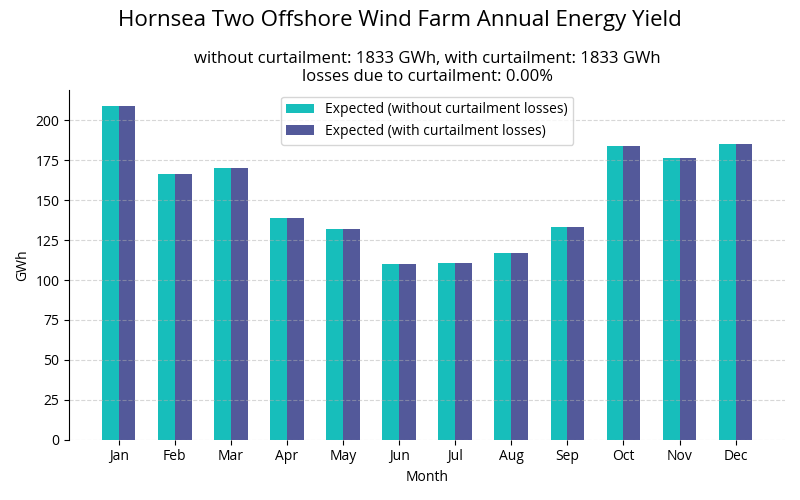 Hornsea Two Offshore Wind Farm Annual Energy Yield
without curtailment: 1833 GWh, with curtailment: 1833 GWh
losses due to curtailment: 0.00%
Expected (without curtailment losses)
Expected (with curtailment losses)
200
175
150
125
100
75
50
25
0
GWh
Jan Feb Mar Apr May Jun Jul Aug Sep Oct Nov Dec
Month